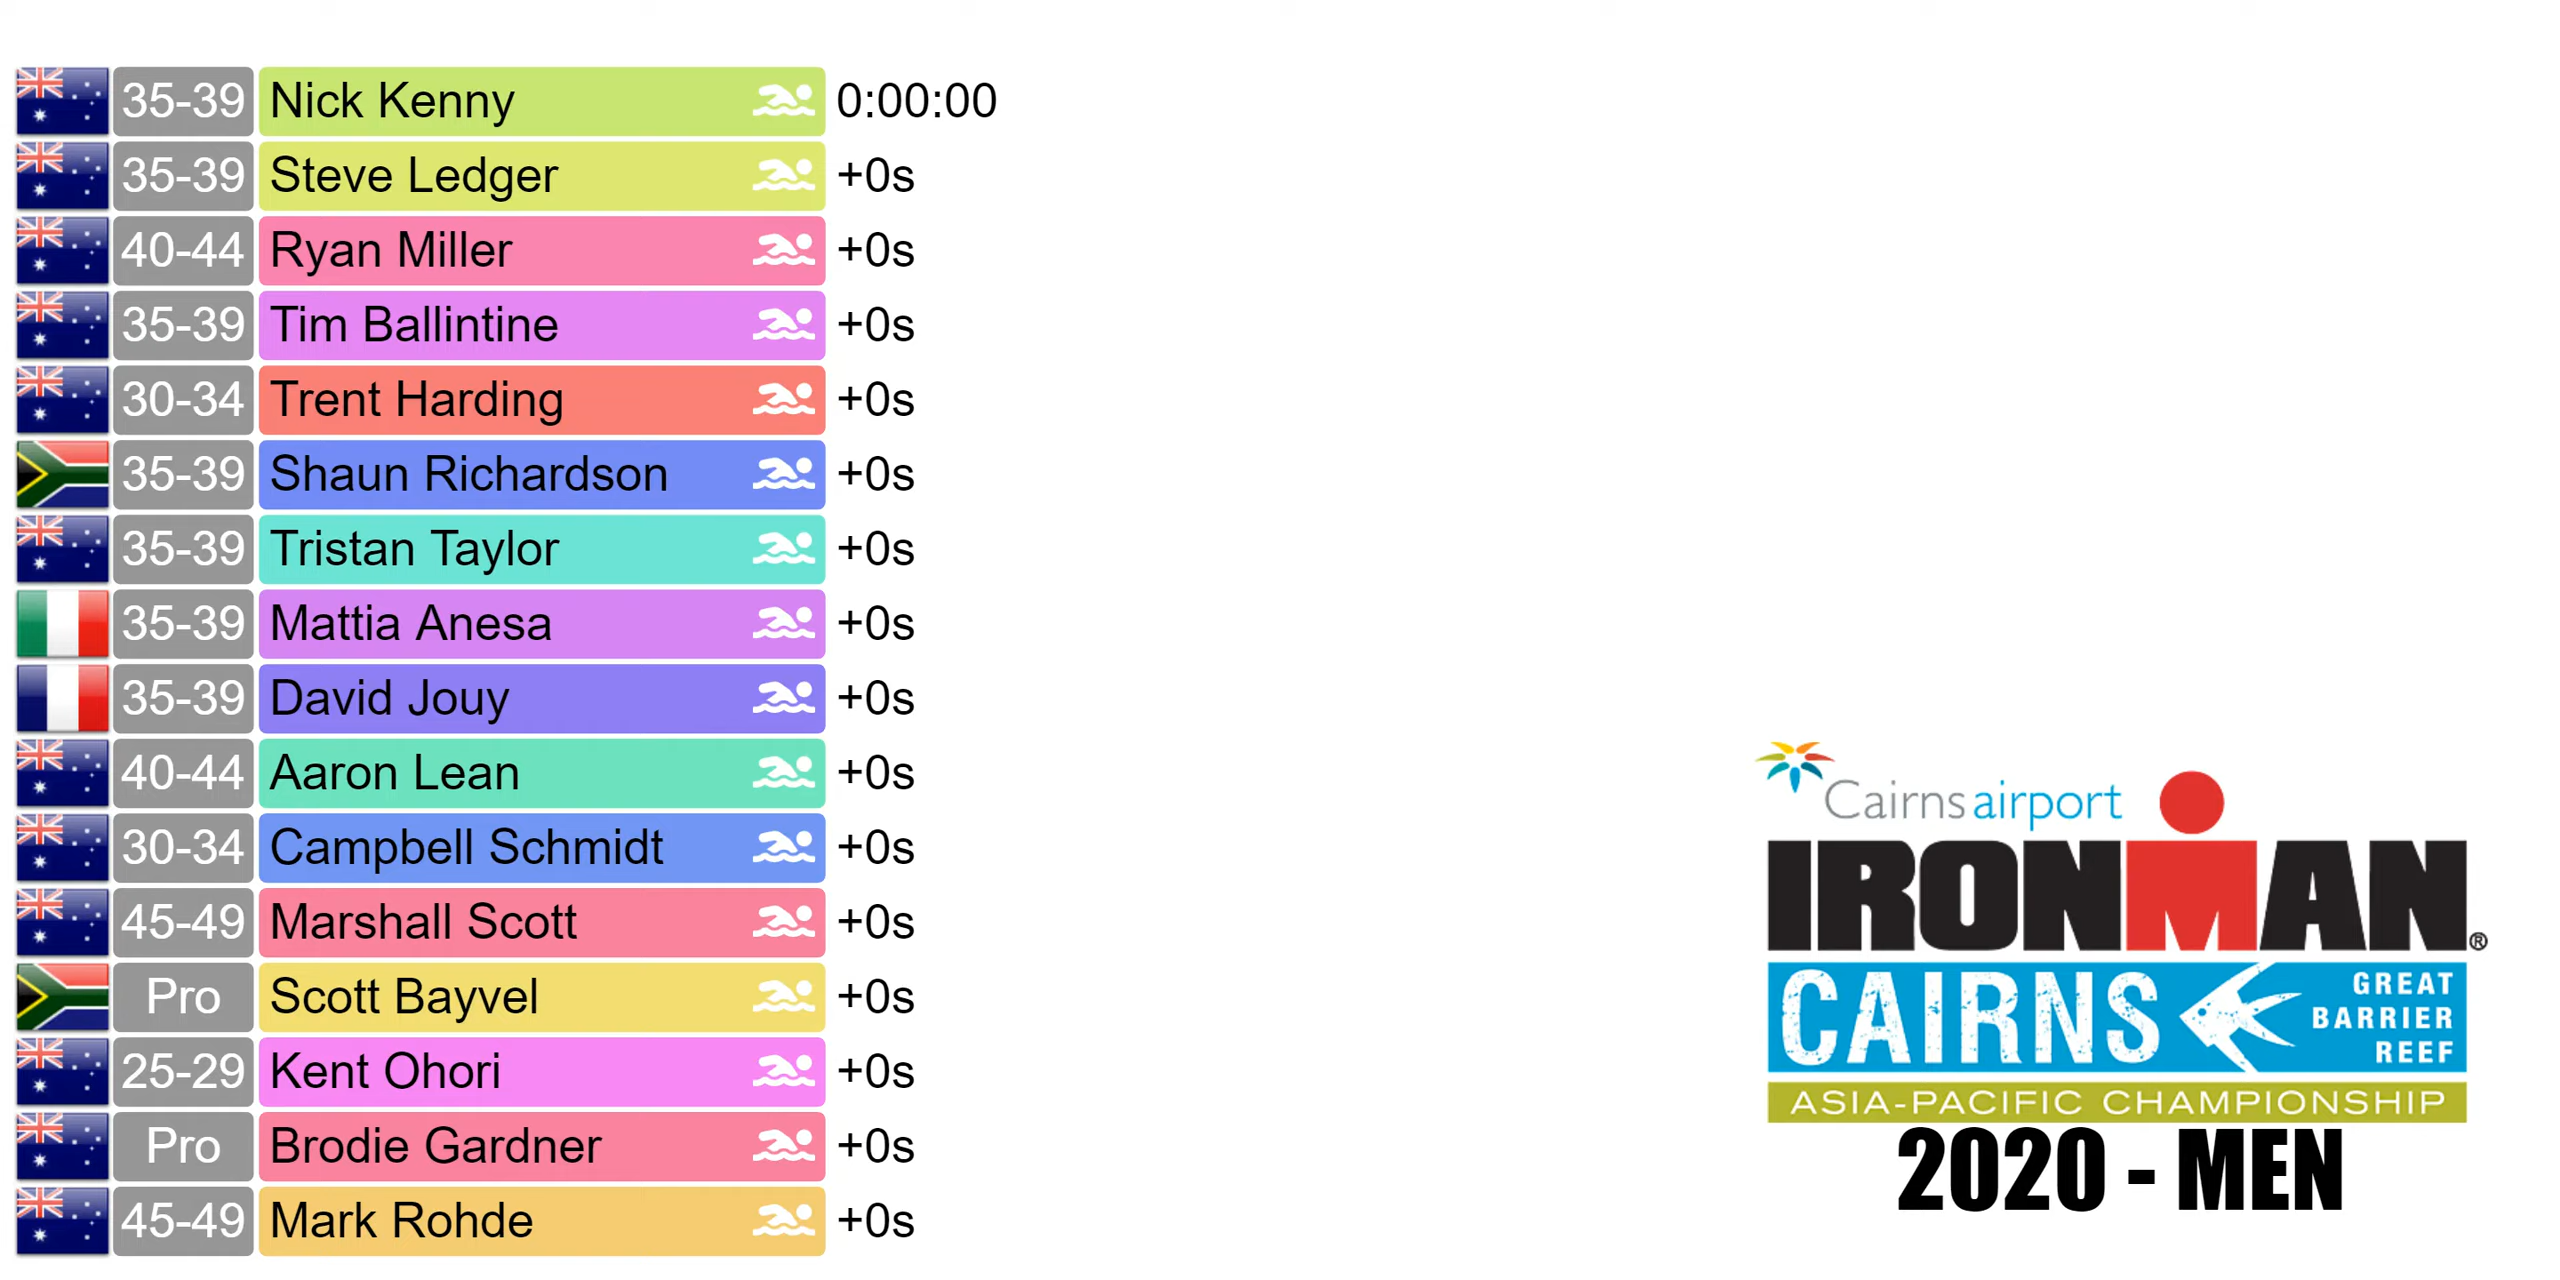 35-39 Nick Kenny 0:00:00
35-39 Steve Ledger +0s
40-44 Ryan Miller +0s
35-39 Tim Ballintine +0s
30-34 Trent Harding +0s
35-39 Shaun Richardson +0s
35-39 Tristan Taylor +0s
35-39 Mattia Anesa +0s
35-39 David Jouy +0s
40-44 Aaron Lean +0s
30-34 Campbell Schmidt +0s
45-49 Marshall Scott +0s
Pro Scott Bayvel +0s
25-29 Kent Ohori +0s
Pro Brodie Gardner +0s
45-49 Mark Rohde +0s
Cairns airport
IRONMAN®
CAIRNS
GREAT
BARRIER
REEF
ASIA-PACIFIC CHAMPIONSHIP
2020 - MEN